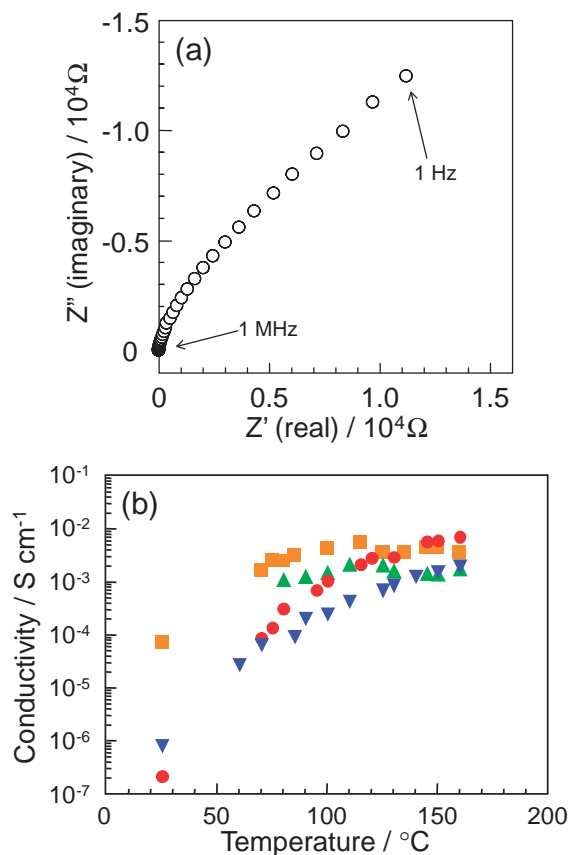 (a)
-1.5
-1.0
-0.5
0
Z" (imaginary) / 10⁴Ω
1 Hz
1 MHz
0 0.5 1.0 1.5
Z' (real) / 10⁴Ω
(b)
10⁻¹
10⁻²
10⁻³
10⁻⁴
10⁻⁵
10⁻⁶
10⁻⁷
Conductivity / S cm⁻¹
0 50 100 150 200
Temperature / °C